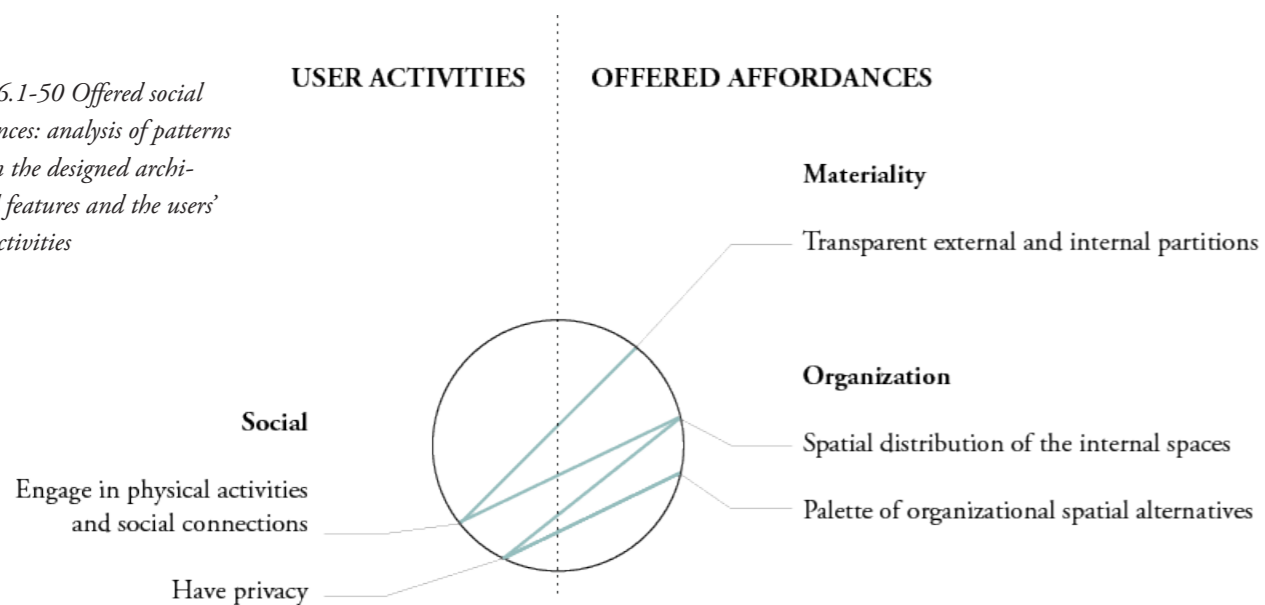 6.1-50 Offered social
nces: analysis of patterns
n the designed archi-
l features and the users’
ctivities
USER ACTIVITIES
OFFERED AFFORDANCES
Materiality
Transparent external and internal partitions
Organization
Spatial distribution of the internal spaces
Palette of organizational spatial alternatives
Social
Engage in physical activities
and social connections
Have privacy